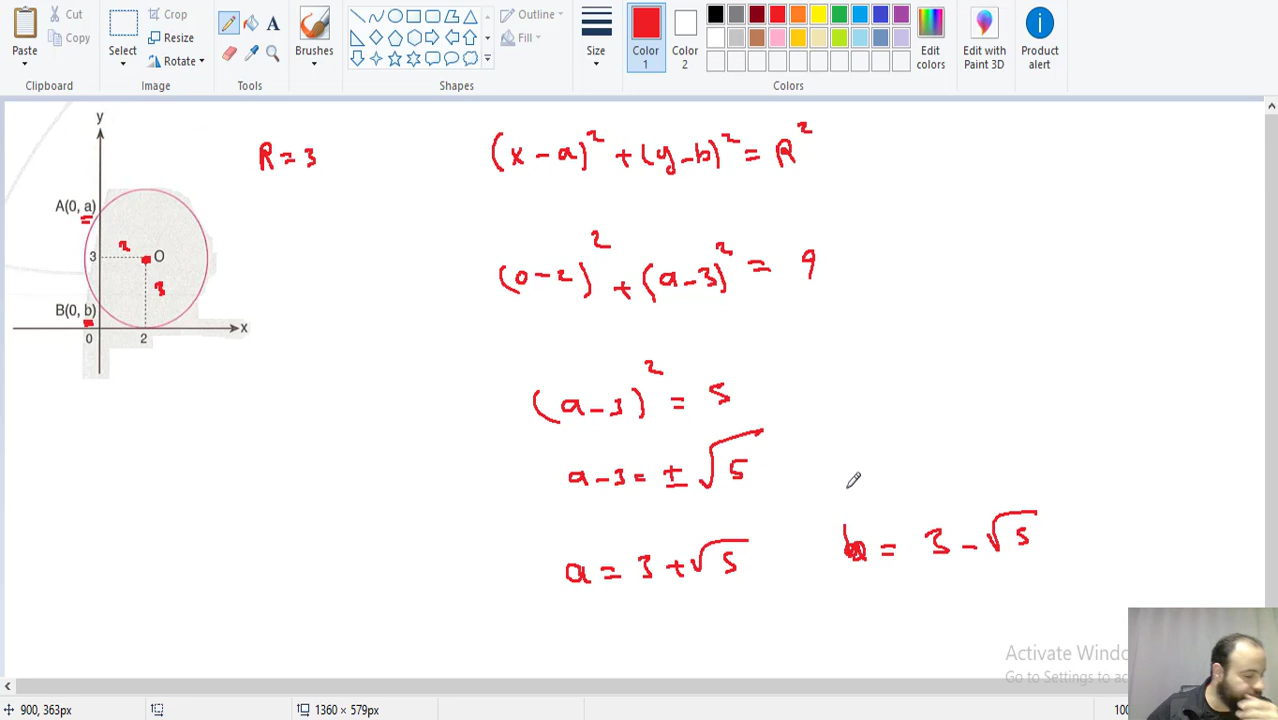 Cut
Copy
Paste
Clipboard
Select
Crop
Resize
Rotate
Image
Tools
Brushes
Outline
Fill
Shapes
Size
Color 1
Color 2
Colors
Edit colors
Edit with Paint 3D
Product alert
y
A(0, a)
2
3
O
3
B(0, b)
0
2
x
R = 3
(x - a)² + (y - b)² = R²
(0 - 2)² + (a - 3)² = 9
(a - 3)² = 5
a - 3 = ± √5
a = 3 + √5
b = 3 - √5
Activate Windo
Go to Settings to a
900, 363px
1360 × 579px
100